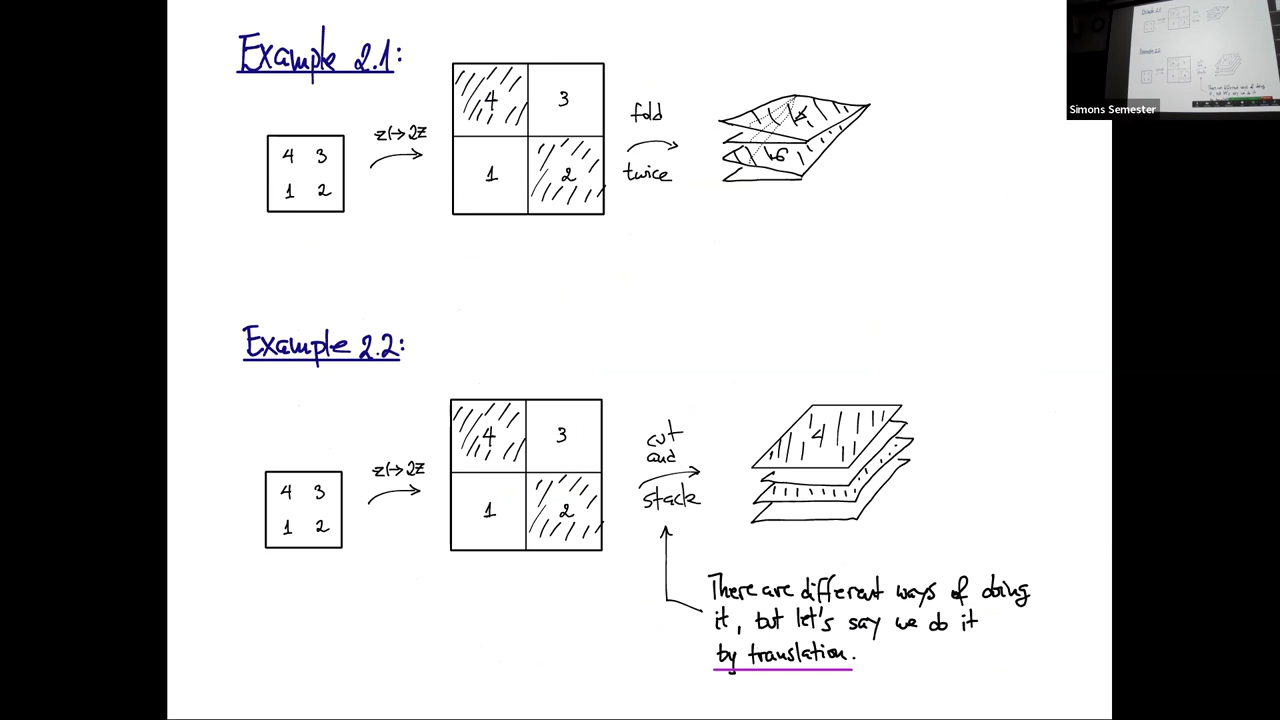 Example 2.1:
4 3
1 2
z↦2z
4 3
1 2
fold
twice
4
Example 2.2:
4 3
1 2
z↦2z
4 3
1 2
cut
and
stack
4
There are different ways of doing
it, but let's say we do it
by translation.
Simons Semester